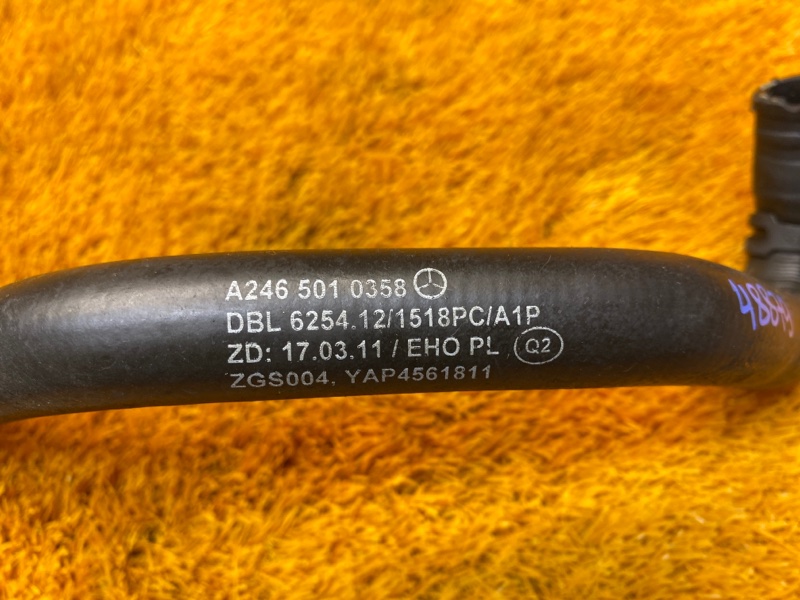 A246 501 0358
DBL 6254.12/1518PC/A1P
ZD: 17.03.11 / EHO PL Q2
ZGS004, YAP4561811